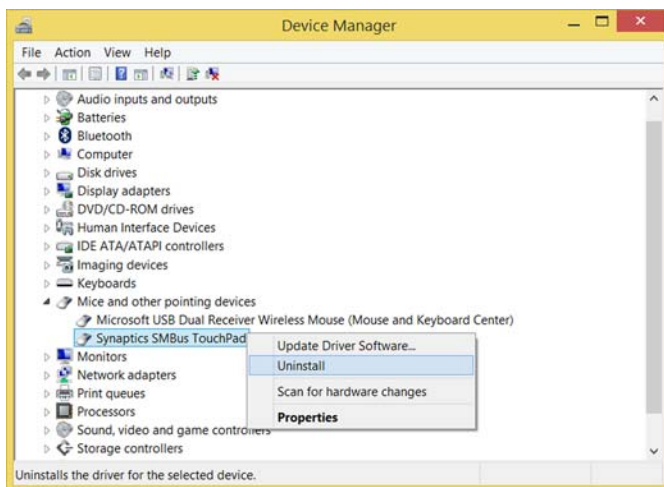 Device Manager
File Action View Help
Audio inputs and outputs
Batteries
Bluetooth
Computer
Disk drives
Display adapters
DVD/CD-ROM drives
Human Interface Devices
IDE ATA/ATAPI controllers
Imaging devices
Keyboards
Mice and other pointing devices
Microsoft USB Dual Receiver Wireless Mouse (Mouse and Keyboard Center)
Synaptics SMBus TouchPad
Update Driver Software...
Uninstall
Scan for hardware changes
Properties
Monitors
Network adapters
Print queues
Processors
Sound, video and game controllers
Storage controllers
Uninstalls the driver for the selected device.